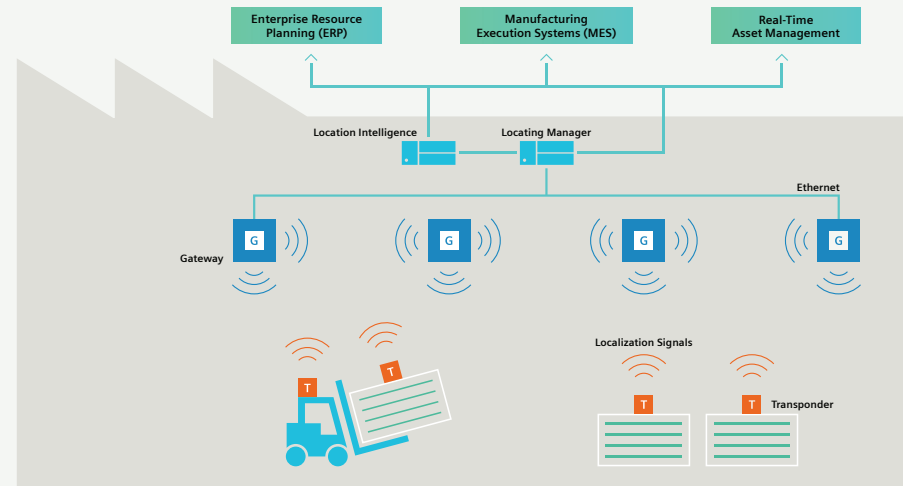 Enterprise Resource
Planning (ERP)
Manufacturing
Execution Systems (MES)
Real-Time
Asset Management
Location Intelligence
Locating Manager
Ethernet
G
G
G
G
Gateway
Localization Signals
T
T
T
T
Transponder